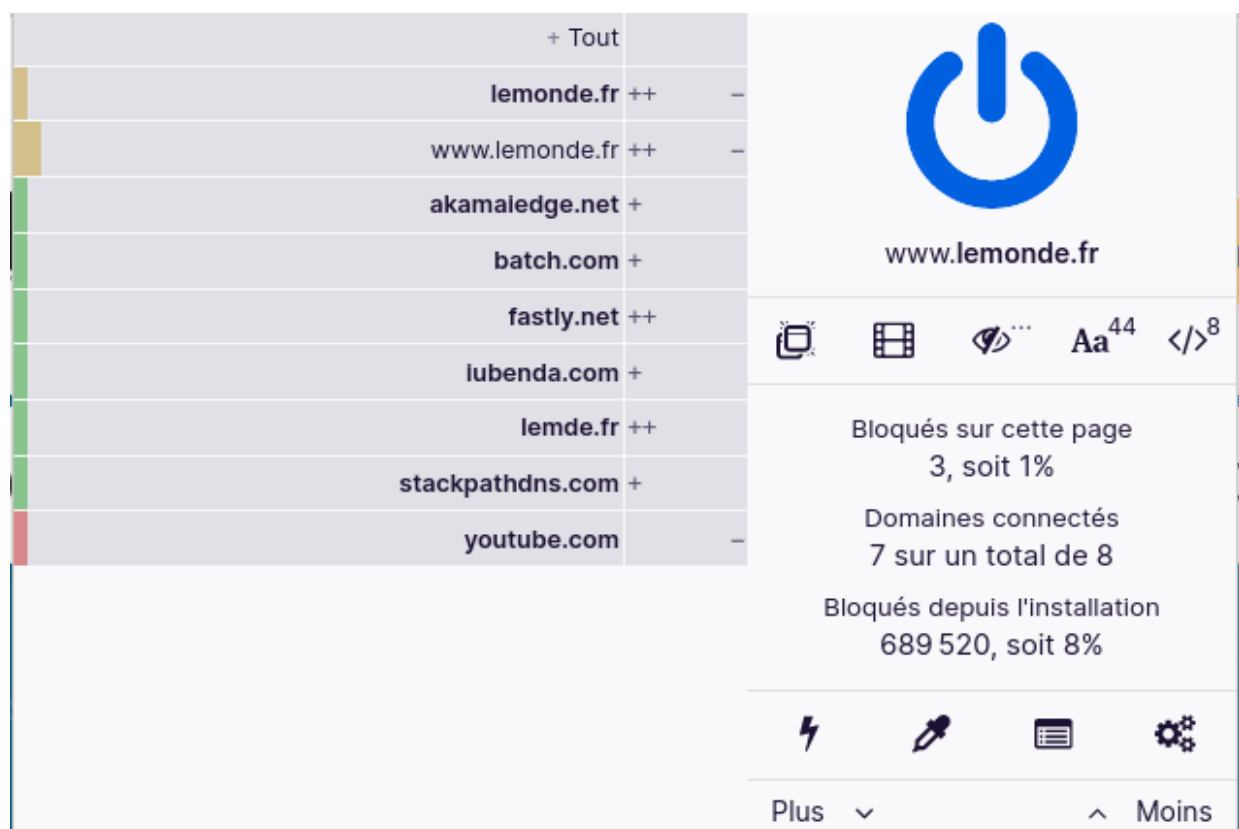 + Tout
lemonde.fr ++ –
www.lemonde.fr ++ –
akamaiedge.net +
batch.com +
fastly.net ++
iubenda.com +
lemde.fr ++
stackpathdns.com +
youtube.com –
www.lemonde.fr
Aa 44 </> 8
Bloqués sur cette page
3, soit 1%
Domaines connectés
7 sur un total de 8
Bloqués depuis l'installation
689 520, soit 8%
Plus Moins